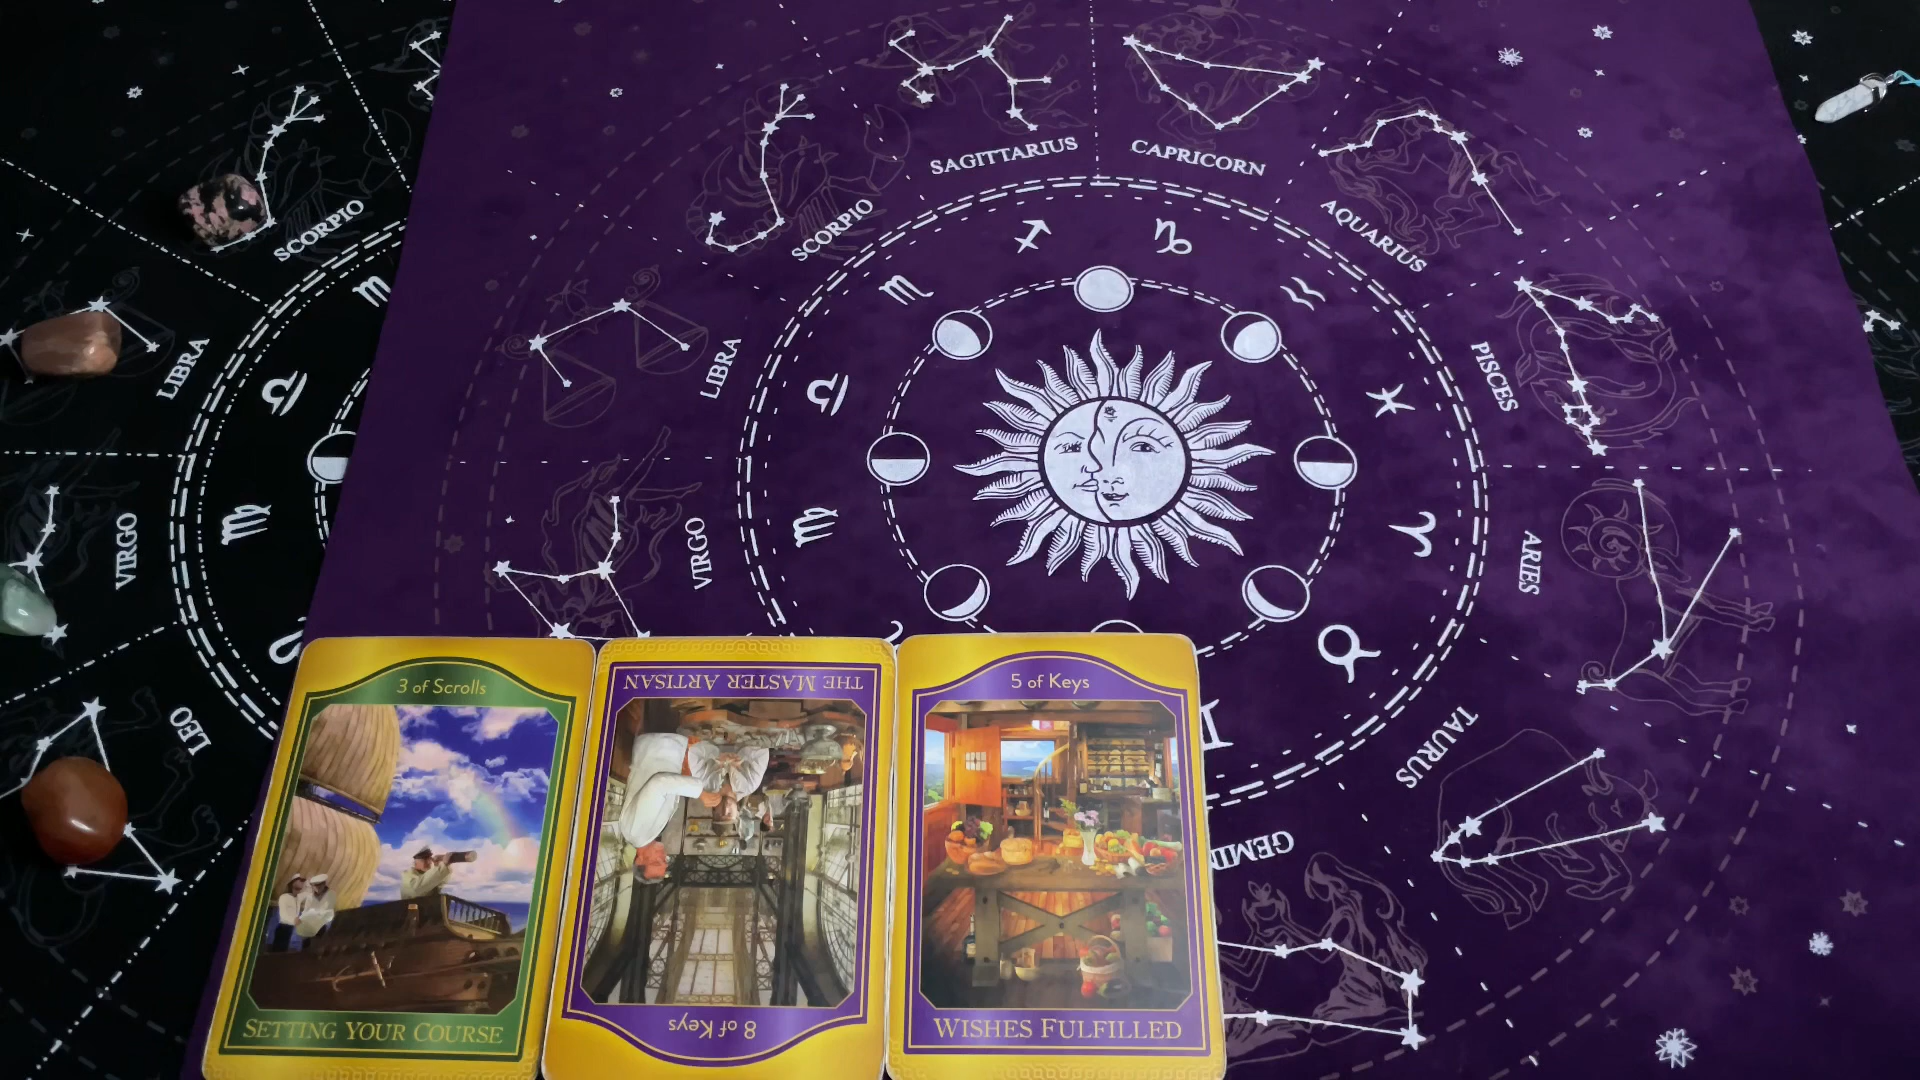 SAGITTARIUS
CAPRICORN
SCORPIO
SCORPIO
AQUARIUS
LIBRA
LIBRA
PISCES
VIRGO
VIRGO
ARIES
LEO
TAURUS
GEMINI
3 of Scrolls
SETTING YOUR COURSE
THE MASTER ARTISAN
8 of Keys
5 of Keys
WISHES FULFILLED